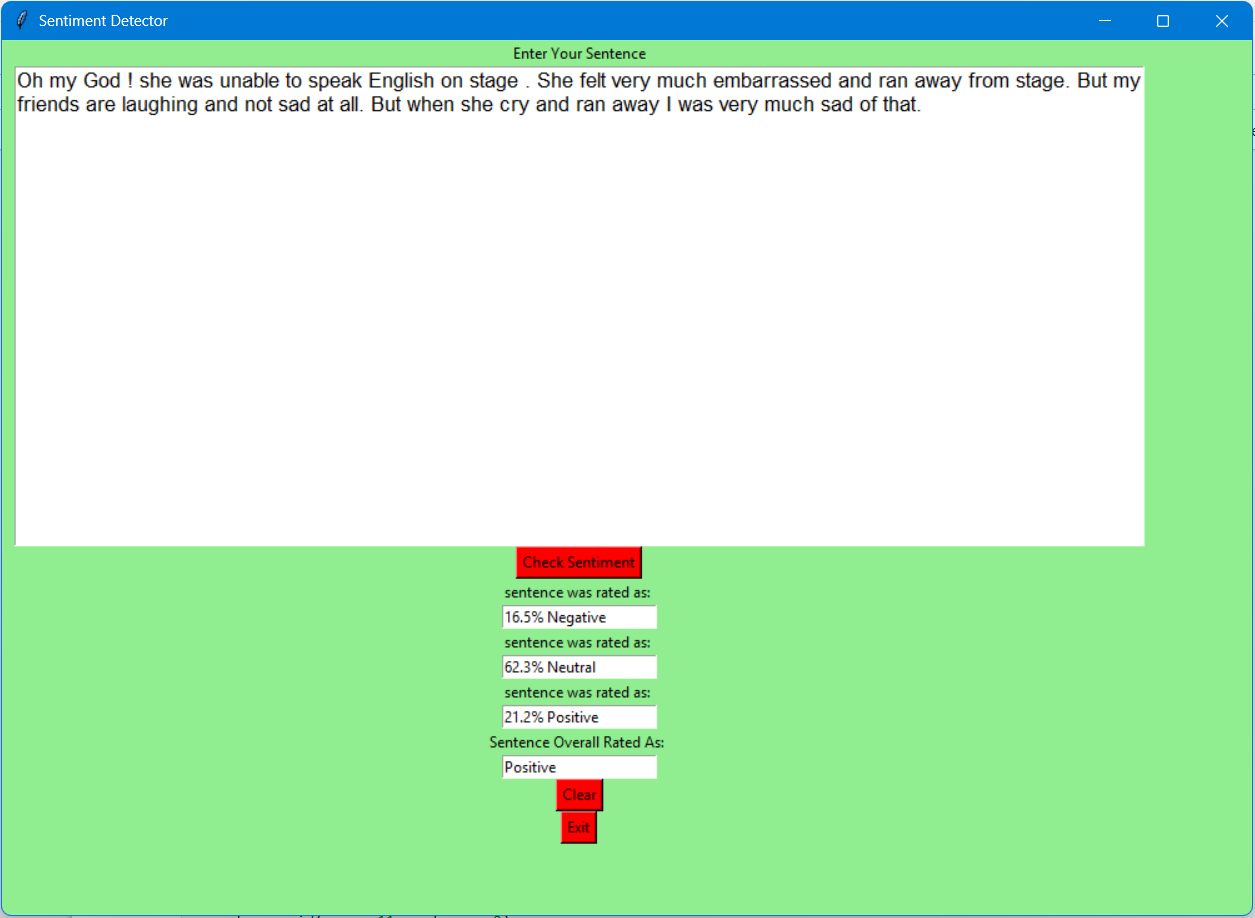 Sentiment Detector
Enter Your Sentence
Oh my God ! she was unable to speak English on stage . She felt very much embarrassed and ran away from stage. But my
friends are laughing and not sad at all. But when she cry and ran away I was very much sad of that.
Check Sentiment
sentence was rated as:
16.5% Negative
sentence was rated as:
62.3% Neutral
sentence was rated as:
21.2% Positive
Sentence Overall Rated As:
Positive
Clear
Exit